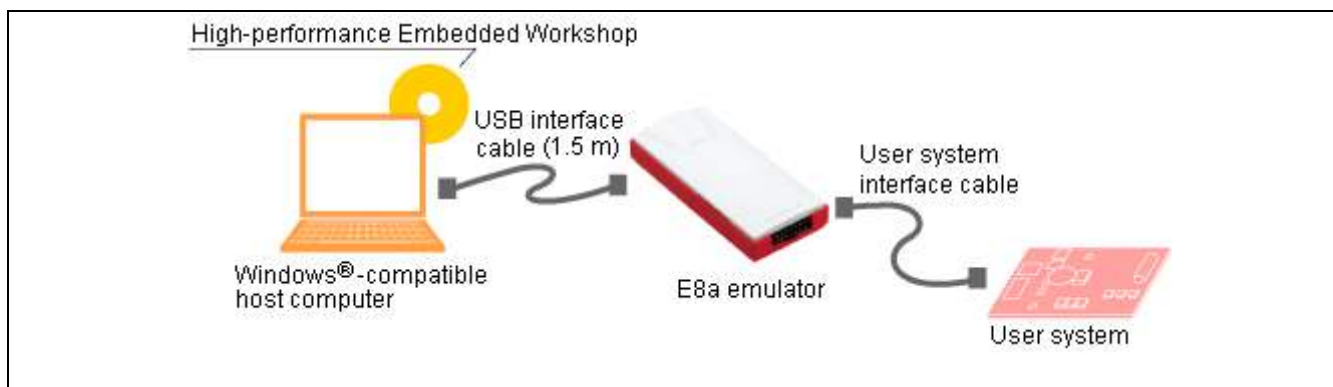 High-performance Embedded Workshop
USB interface
cable (1.5 m)
User system
interface cable
Windows®-compatible
host computer
E8a emulator
User system